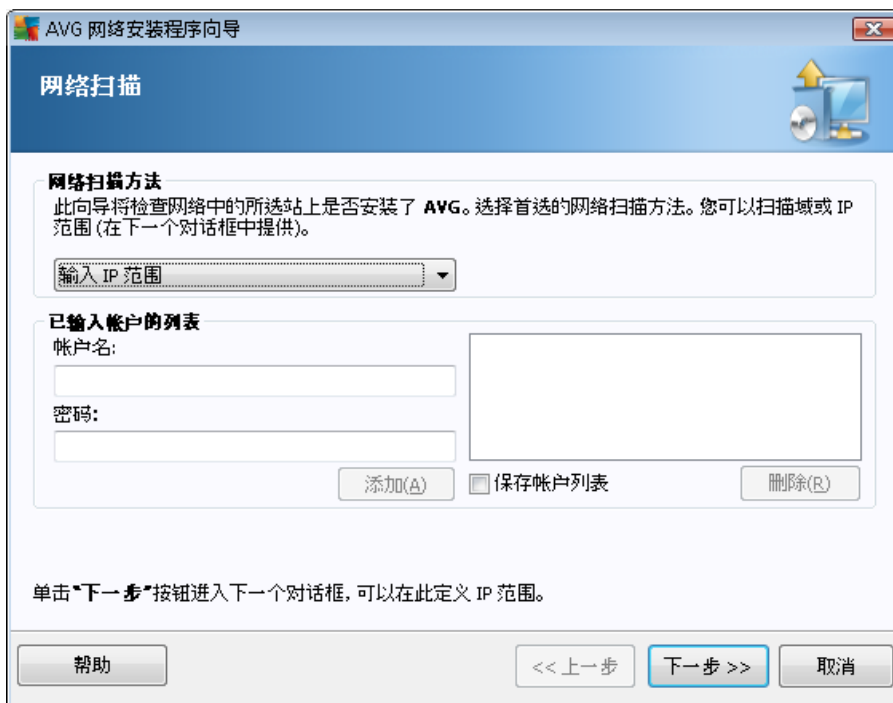 AVG 网络安装程序向导
网络扫描
网络扫描方法
此向导将检查网络中的所选站上是否安装了 AVG。选择首选的网络扫描方法。您可以扫描域或 IP
范围 (在下一个对话框中提供)。
输入 IP 范围
已输入帐户的列表
帐户名:
密码:
添加(A)
保存帐户列表
删除(R)
单击"下一步"按钮进入下一个对话框, 可以在此定义 IP 范围。
帮助
<< 上一步
下一步 >>
取消